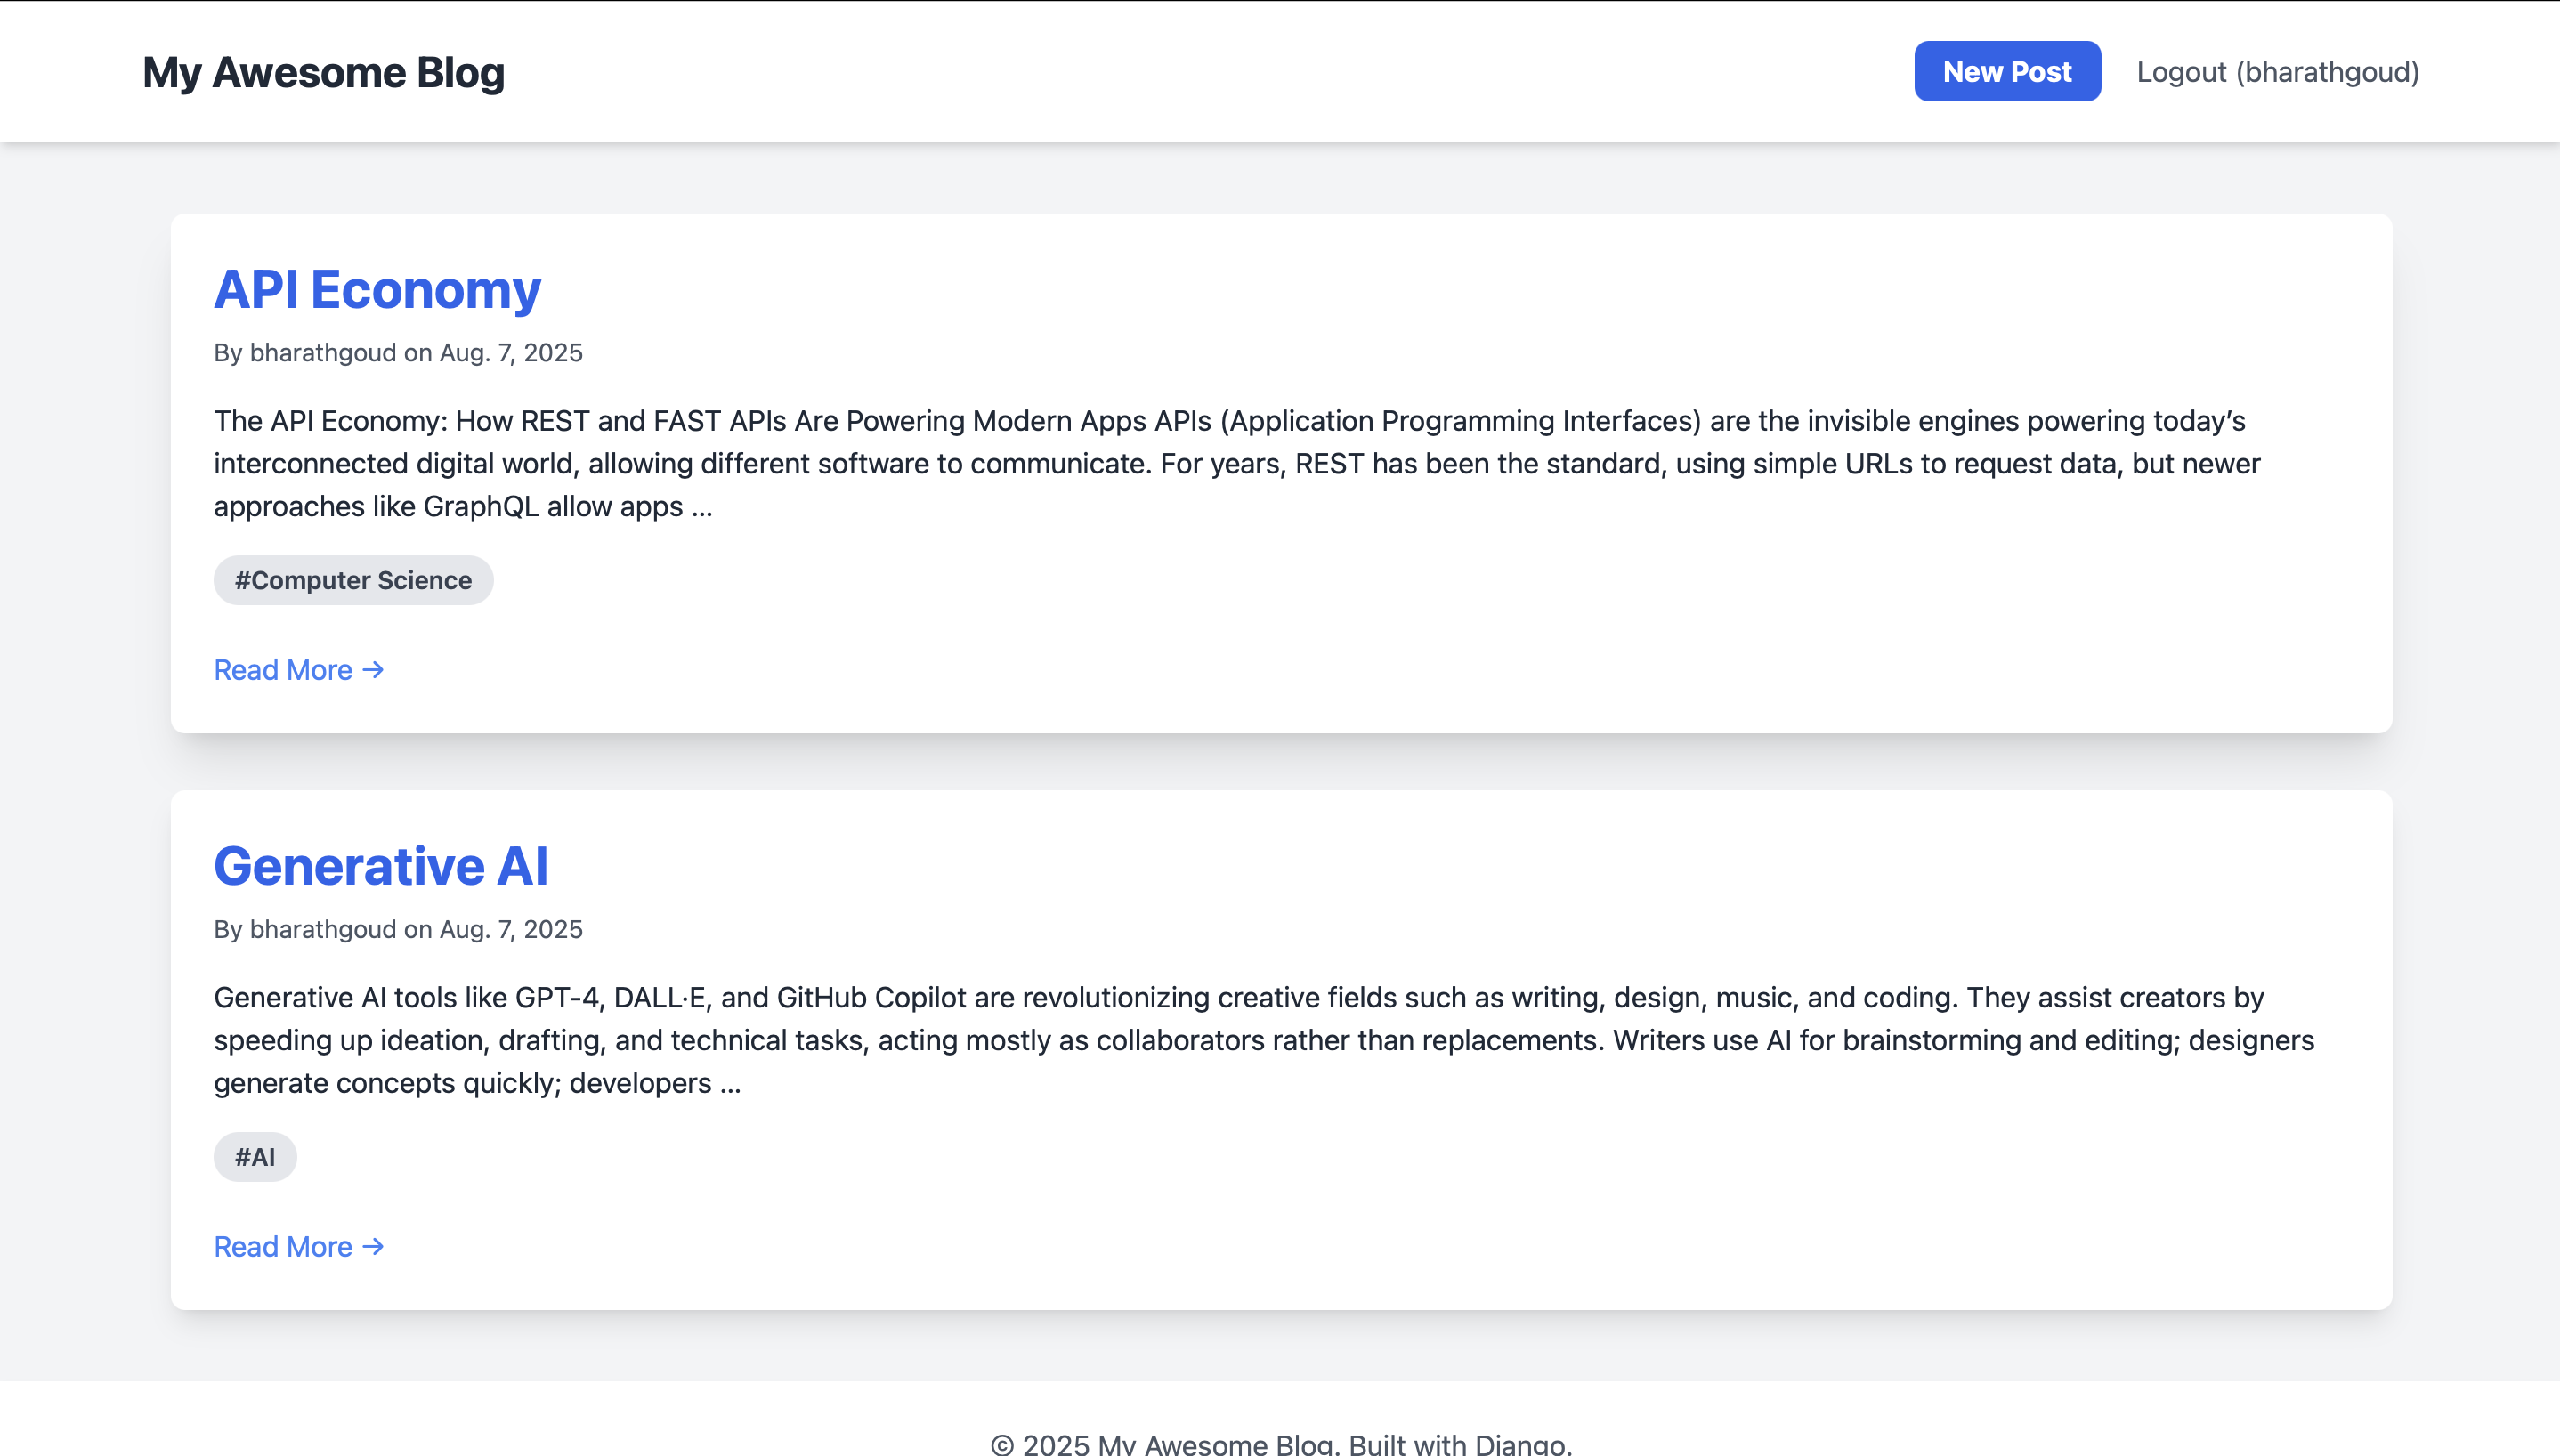 My Awesome Blog
New Post
Logout (bharathgoud)
API Economy
By bharathgoud on Aug. 7, 2025
The API Economy: How REST and FAST APIs Are Powering Modern Apps APIs (Application Programming Interfaces) are the invisible engines powering today’s
interconnected digital world, allowing different software to communicate. For years, REST has been the standard, using simple URLs to request data, but newer
approaches like GraphQL allow apps ...
#Computer Science
Read More →
Generative AI
By bharathgoud on Aug. 7, 2025
Generative AI tools like GPT-4, DALL·E, and GitHub Copilot are revolutionizing creative fields such as writing, design, music, and coding. They assist creators by
speeding up ideation, drafting, and technical tasks, acting mostly as collaborators rather than replacements. Writers use AI for brainstorming and editing; designers
generate concepts quickly; developers ...
#AI
Read More →
© 2025 My Awesome Blog. Built with Django.